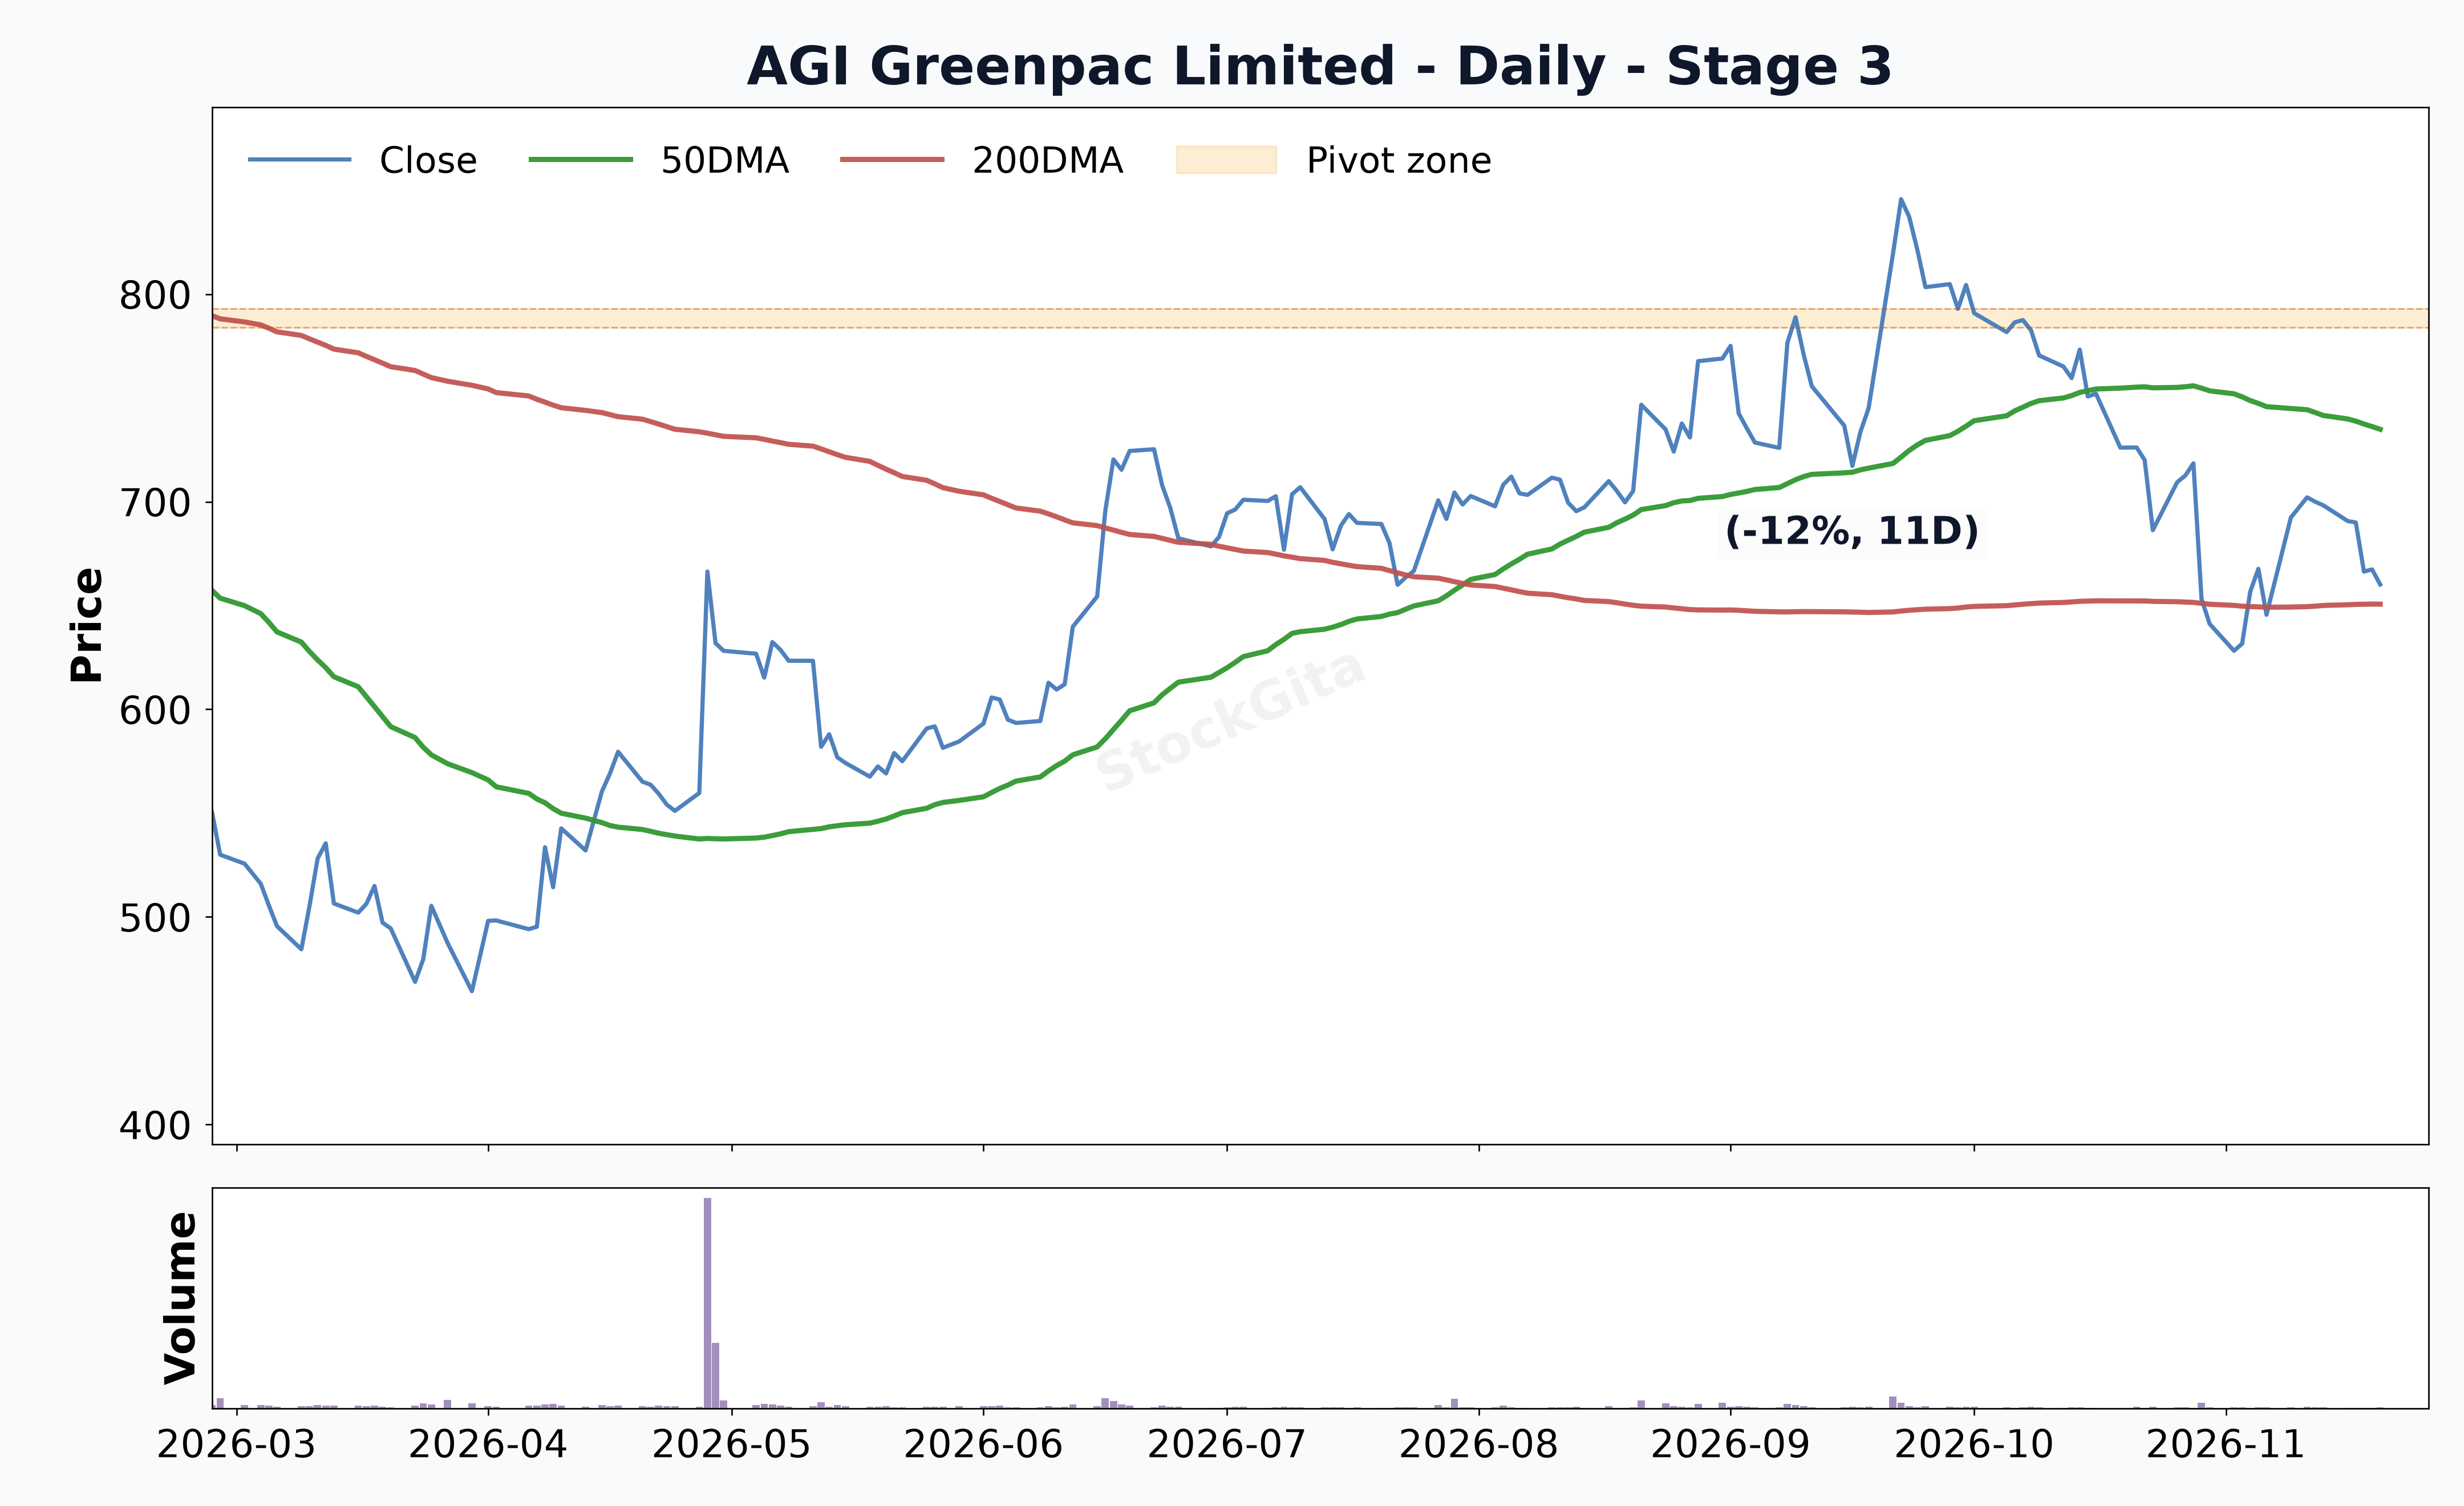 AGI Greenpac Limited - Daily - Stage 3
Close 50DMA 200DMA Pivot zone
800
700
600
500
400
Price
(-12%, 11D)
StockGita
Volume
2026-03 2026-04 2026-05 2026-06 2026-07 2026-08 2026-09 2026-10 2026-11